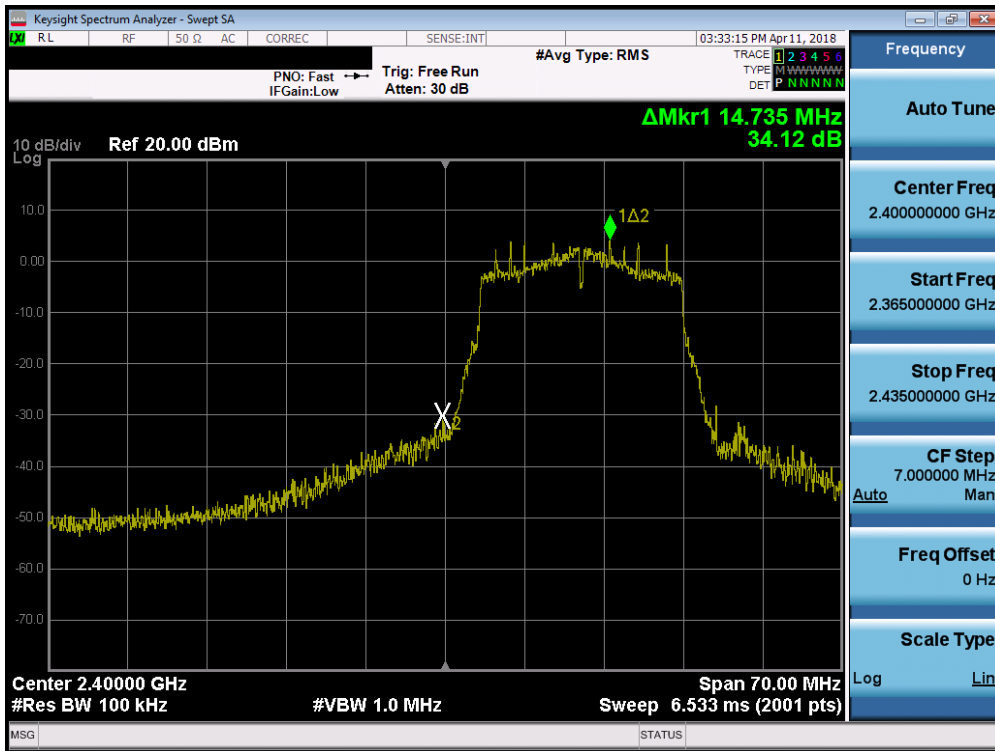 Keysight Spectrum Analyzer - Swept SA
LXI RL RF 50 Ω AC CORREC SENSE:INT 03:33:15 PM Apr 11, 2018
PNO: Fast
IFGain:Low
Trig: Free Run
Atten: 30 dB
#Avg Type: RMS
TRACE 1 2 3 4 5 6
TYPE M W W W W W
DET P N N N N N
ΔMkr1 14.735 MHz
34.12 dB
10 dB/div Ref 20.00 dBm
Log
10.0
0.00
-10.0
-20.0
-30.0
-40.0
-50.0
-60.0
-70.0
1Δ2
X2
Center 2.40000 GHz Span 70.00 MHz
#Res BW 100 kHz #VBW 1.0 MHz Sweep 6.533 ms (2001 pts)
MSG STATUS
Frequency
Auto Tune
Center Freq
2.400000000 GHz
Start Freq
2.365000000 GHz
Stop Freq
2.435000000 GHz
CF Step
7.000000 MHz
Auto Man
Freq Offset
0 Hz
Scale Type
Log Lin